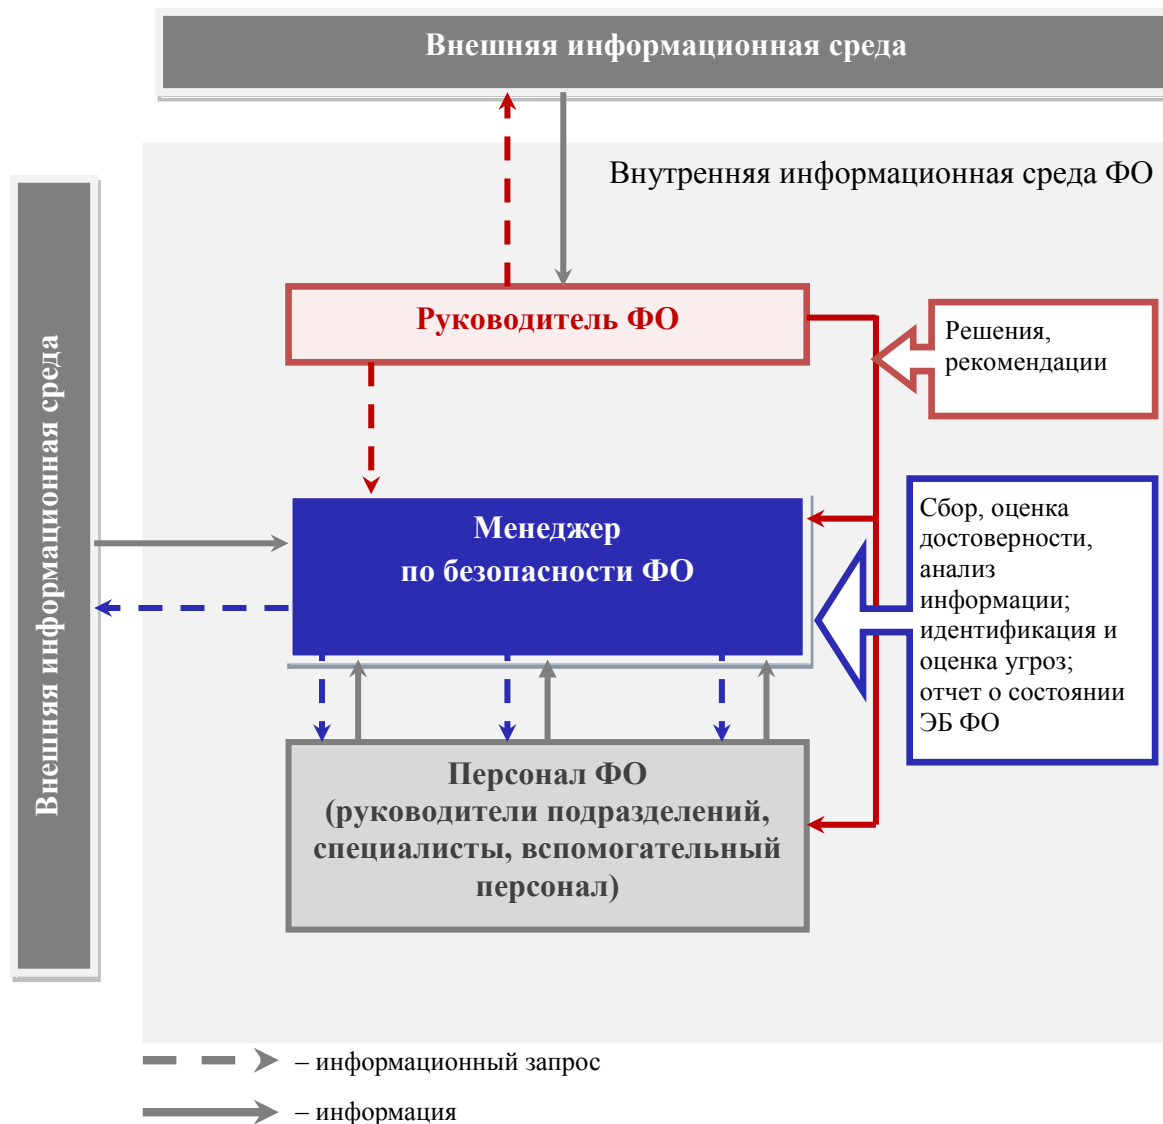 Внешняя информационная среда
Внутренняя информационная среда ФО
Внешняя информационная среда
Руководитель ФО
Решения,
рекомендации
Менеджер
по безопасности ФО
Сбор, оценка
достоверности,
анализ
информации;
идентификация и
оценка угроз;
отчет о состоянии
ЭБ ФО
Персонал ФО
(руководители подразделений,
специалисты, вспомогательный
персонал)
– информационный запрос
– информация